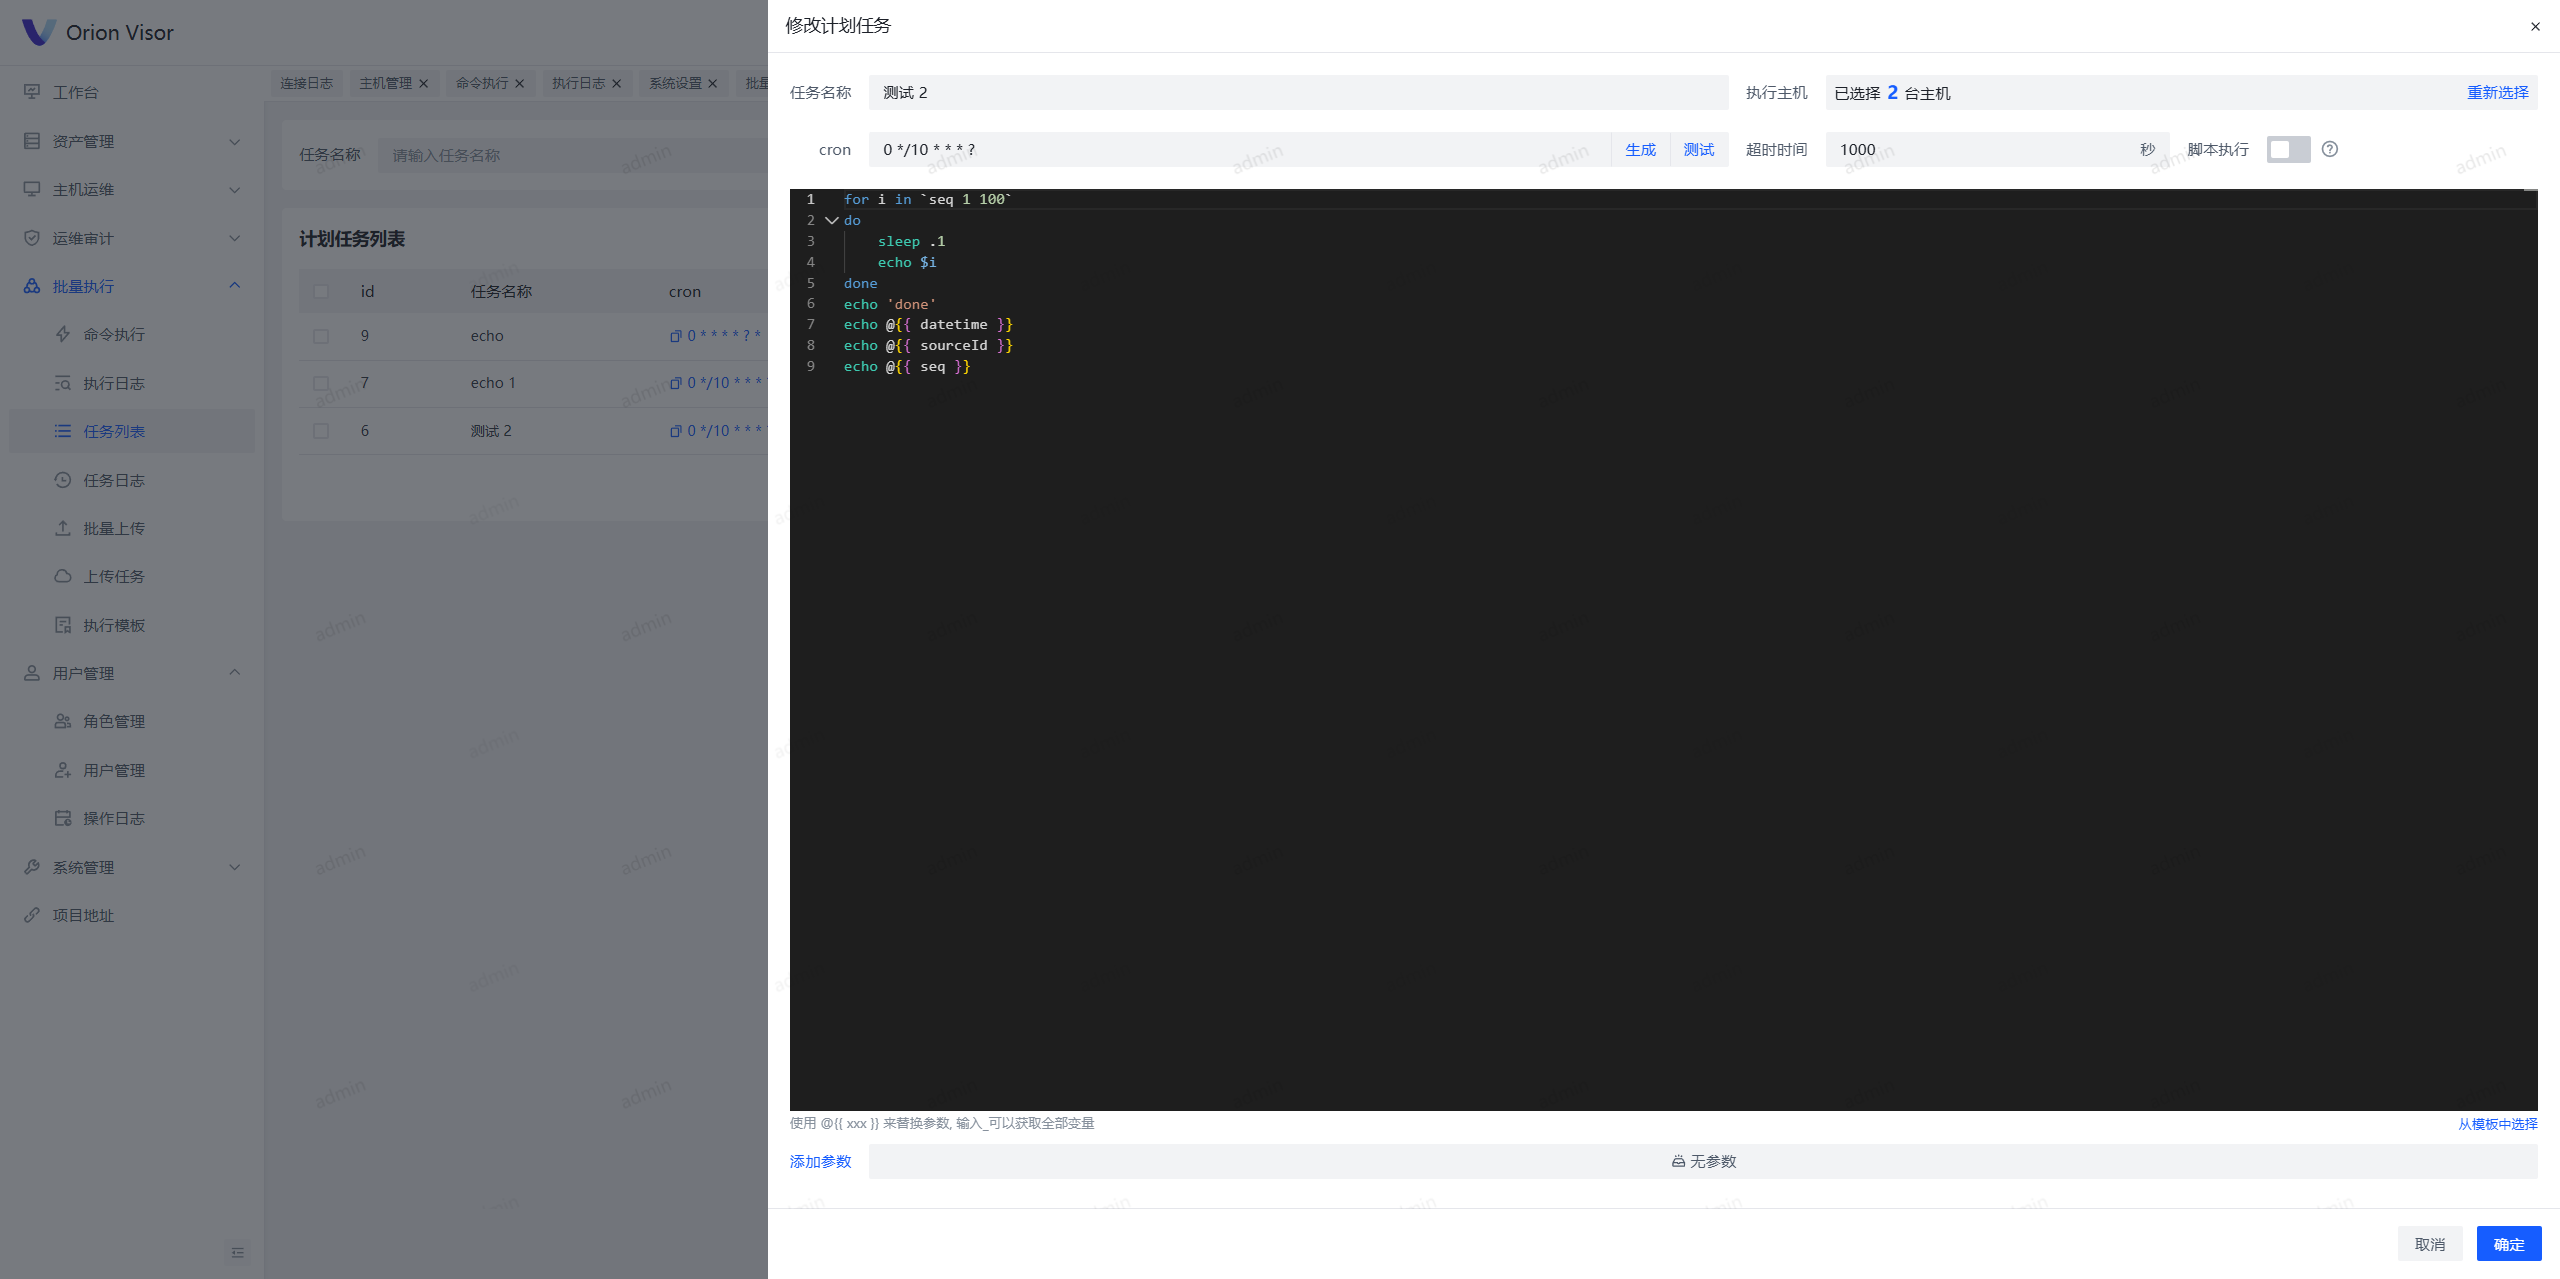 Orion Visor
工作台
资产管理
主机运维
运维审计
批量执行
命令执行
执行日志
任务列表
任务日志
批量上传
上传任务
执行模板
用户管理
角色管理
用户管理
操作日志
系统管理
项目地址
连接日志 主机管理 命令执行 执行日志 系统设置
任务名称 请输入任务名称
计划任务列表
id 任务名称 cron
9 echo 0 * * * * ? *
7 echo 1 0 */10 * * *
6 测试 2 0 */10 * * *
修改计划任务
任务名称 测试 2 执行主机 已选择 2 台主机 重新选择
cron 0 */10 * * * ? 生成 测试 超时时间 1000 秒 脚本执行
1 for i in `seq 1 100`
2 do
3 sleep .1
4 echo $i
5 done
6 echo 'done'
7 echo @{{ datetime }}
8 echo @{{ sourceId }}
9 echo @{{ seq }}
使用 @{{ xxx }} 来替换参数, 输入_可以获取全部变量 从模板中选择
添加参数 无参数
取消 确定
admin